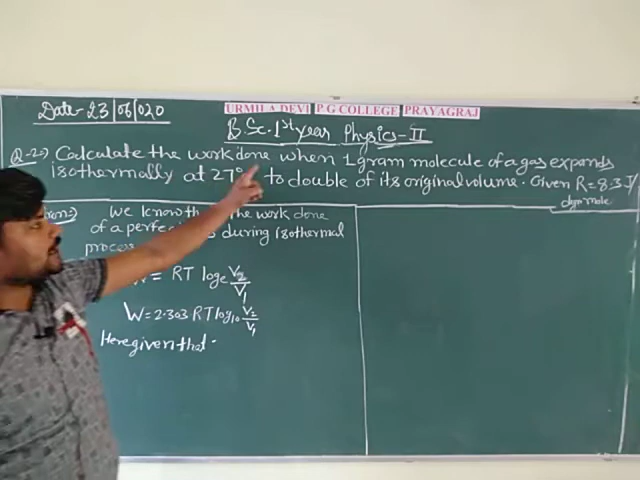 Date-23/06/020
URMILA DEVI P G COLLEGE PRAYAGRAJ
B.Sc. 1st year Physics-II
Q-2:→ Calculate the work done when 1 gram molecule of a gas expands
isothermally at 27° to double of its original volume. Given R=8.3 J/
degmole
We know the work done
of a perfect during isothermal
process
W = RT loge V2/V1
W=2.303 RT log10 V2/V1
Here given that